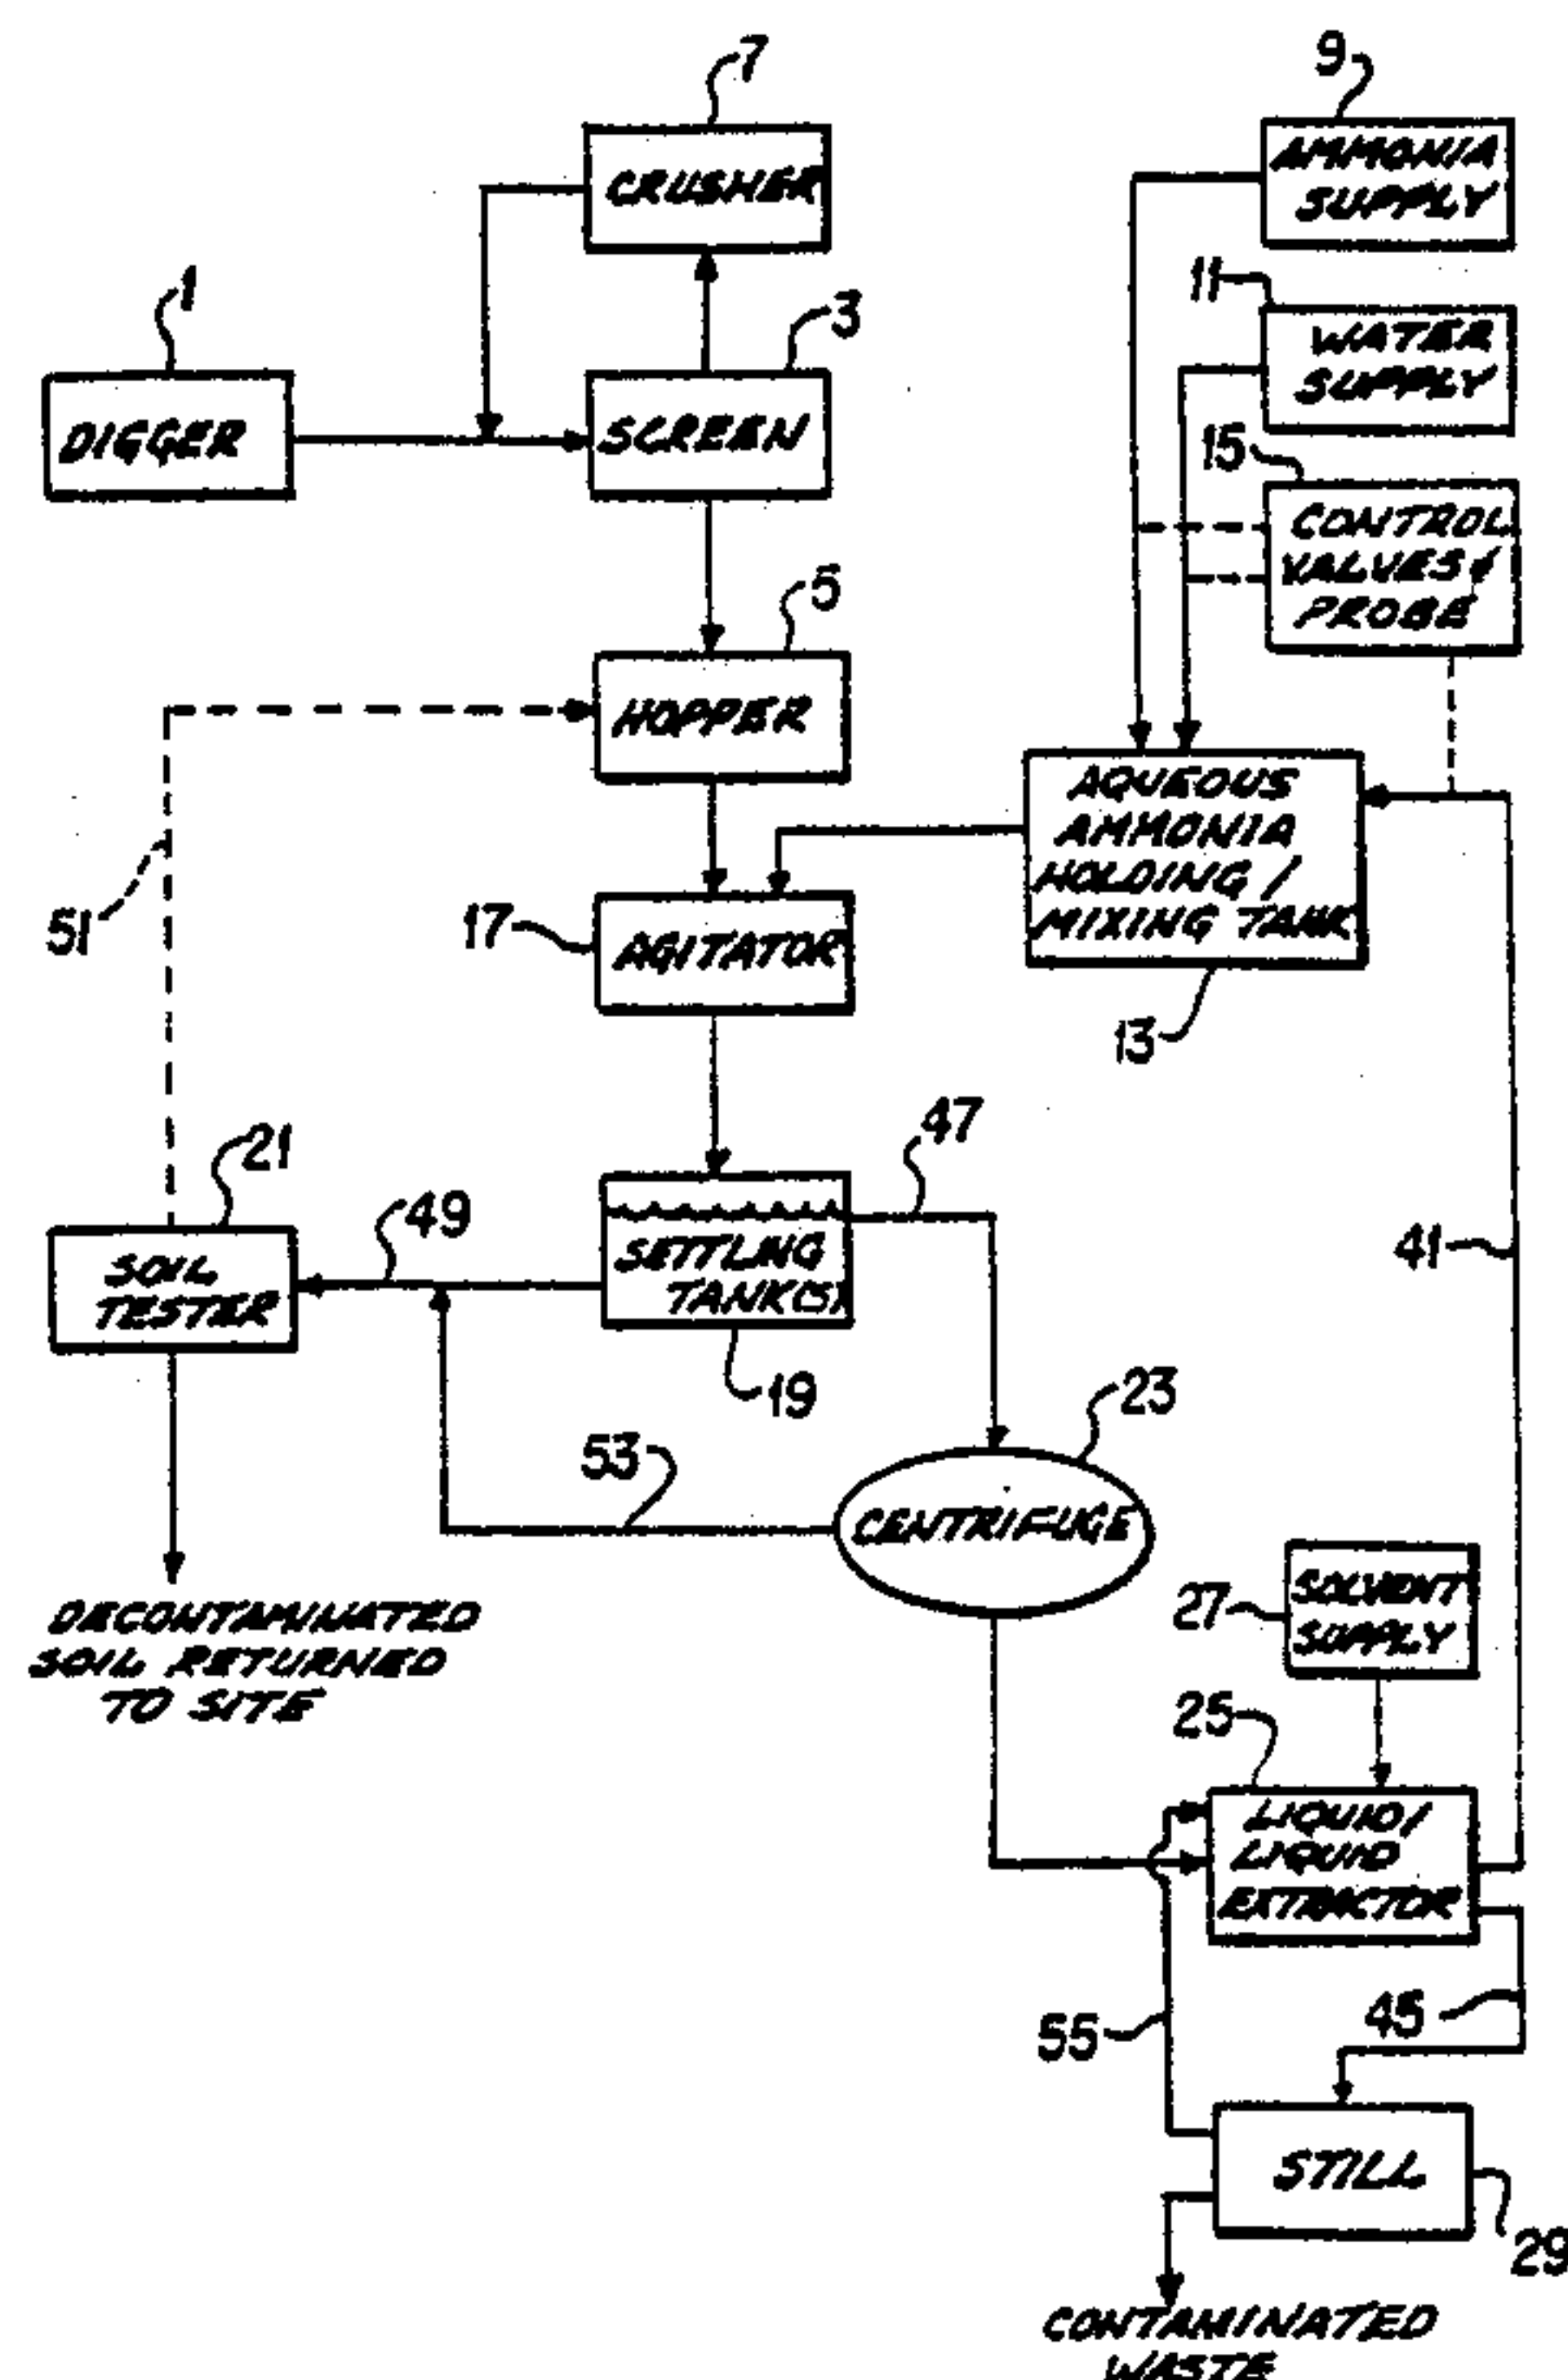 7
CRUSHER
9
AMMONIA
SUPPLY
1
DIGGER
3
SCREEN
11
WATER
SUPPLY
15
CONTROL
VALVES/
PROBE
5
HOPPER
51
17
AGITATOR
AQUEOUS
AMMONIA
HOLDING/
MIXING TANK
13
21
SOIL
TESTER
49
47
SETTLING
TANK(S)
19
41
53
23
CENTRIFUGE
DECONTAMINATED
SOIL RETURNED
TO SITE
27
SOLVENT
SUPPLY
25
LIQUID/
LIQUID
EXTRACTOR
55
45
STILL
29
CONTAMINATED
WASTE